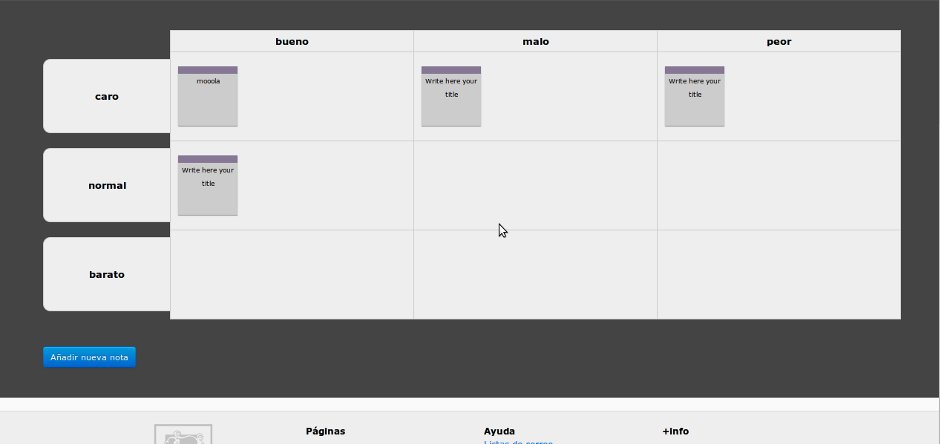 bueno malo peor
caro
mooola
Write here your
title
Write here your
title
normal
Write here your
title
barato
Añadir nueva nota
Páginas Ayuda +info
Listas de correo